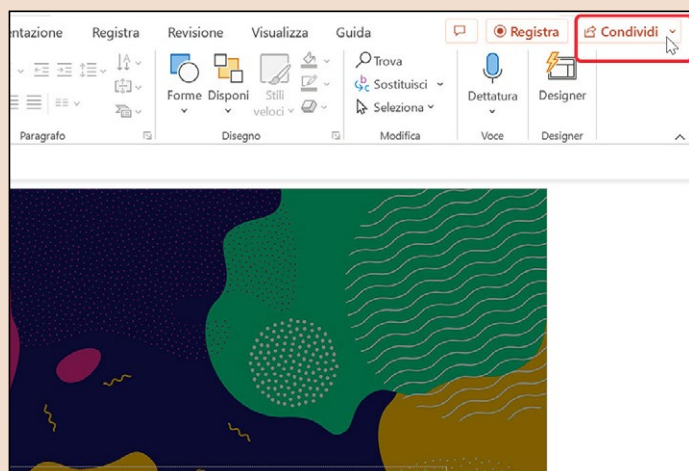 entazione Registra Revisione Visualizza Guida Registra Condividi
Trova
Sostituisci
Seleziona
Forme Disponi Stili veloci Dettatura Designer
Paragrafo Disegno Modifica Voce Designer